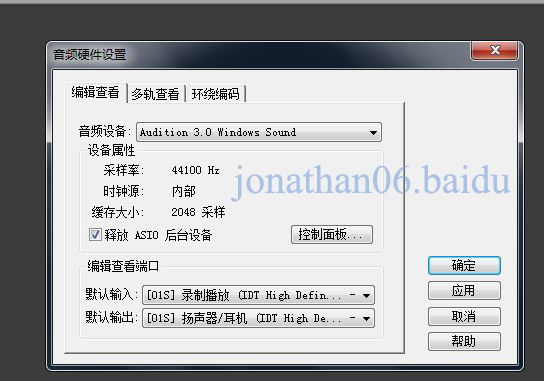 音频硬件设置
编辑查看 多轨查看 环绕编码
音频设备: Audition 3.0 Windows Sound
设备属性
采样率: 44100 Hz
时钟源: 内部
缓存大小: 2048 采样
释放 ASIO 后台设备 控制面板...
jonathan06.baidu
编辑查看端口
默认输入: [01S] 录制播放 (IDT High Defin... -
默认输出: [01S] 扬声器/耳机 (IDT High De... -
确定
应用
取消
帮助